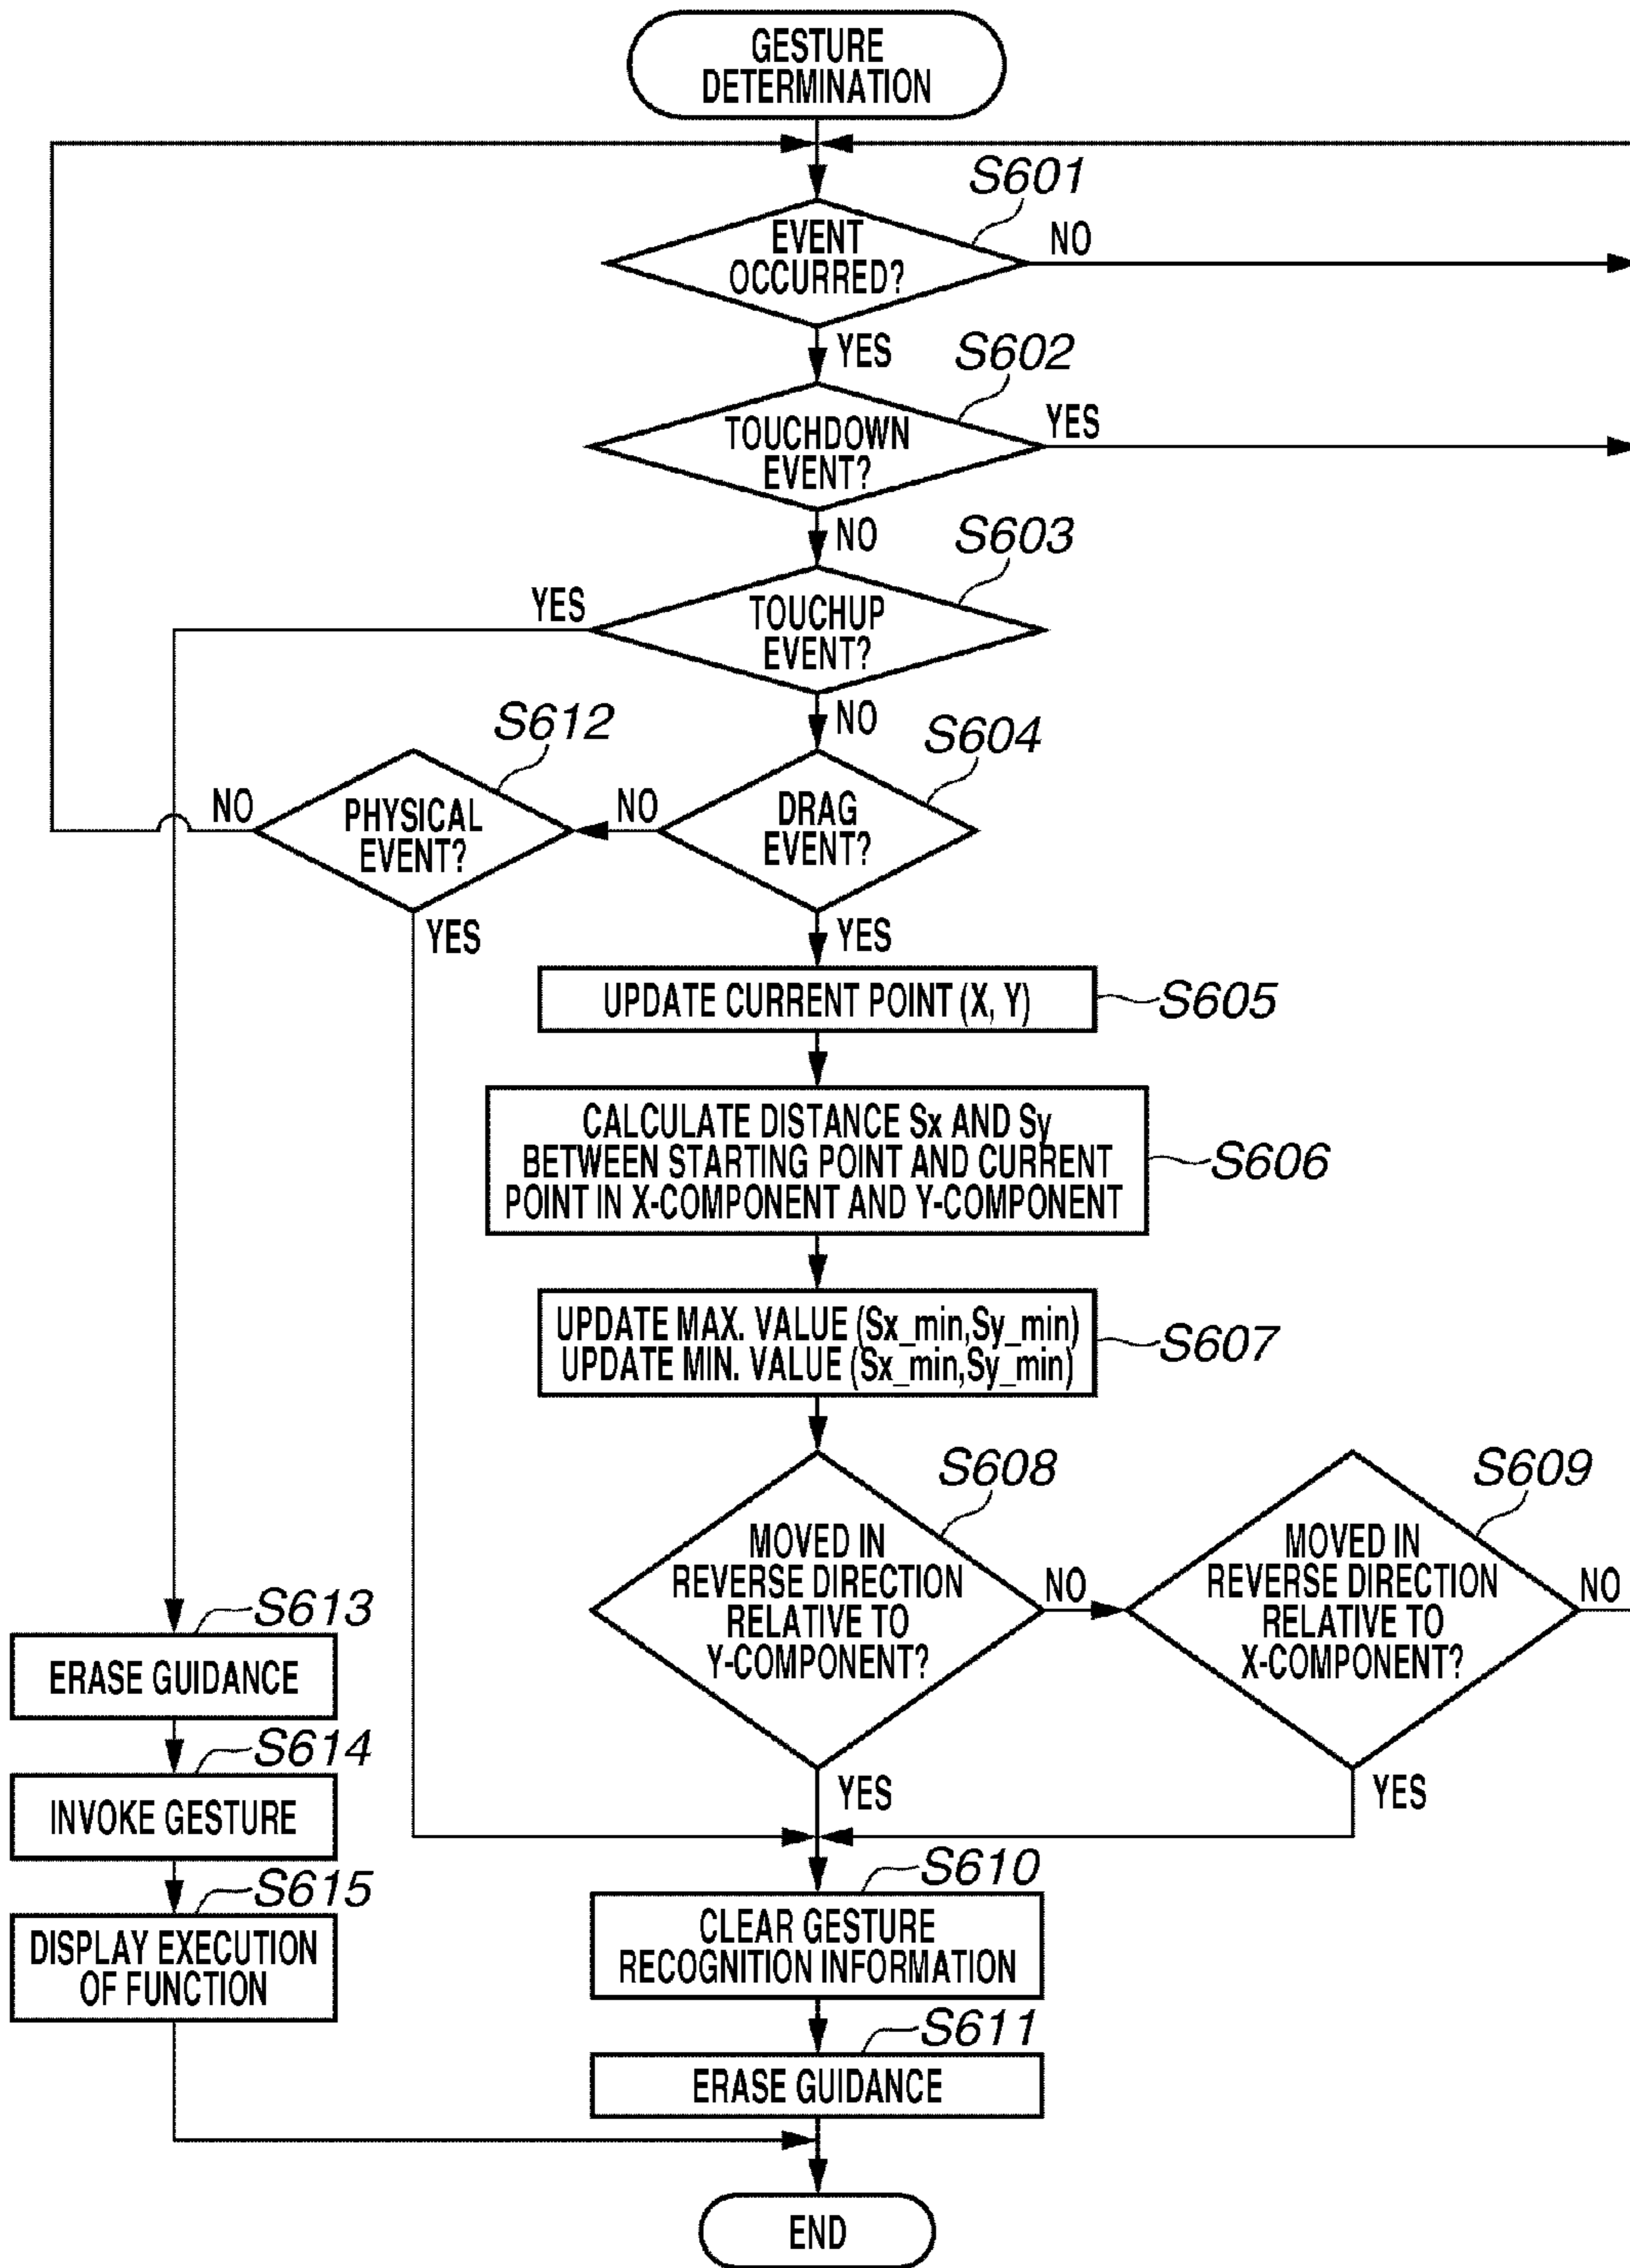 GESTURE
DETERMINATION
S601
EVENT
OCCURRED?
NO
YES
S602
TOUCHDOWN
EVENT?
YES
NO
S603
TOUCHUP
EVENT?
YES
NO
S612
PHYSICAL
EVENT?
NO
YES
S604
DRAG
EVENT?
NO
YES
UPDATE CURRENT POINT (X, Y)
S605
CALCULATE DISTANCE Sx AND Sy
BETWEEN STARTING POINT AND CURRENT
POINT IN X-COMPONENT AND Y-COMPONENT
S606
UPDATE MAX. VALUE (Sx_min,Sy_min)
UPDATE MIN. VALUE (Sx_min,Sy_min)
S607
S608
MOVED IN
REVERSE DIRECTION
RELATIVE TO
Y-COMPONENT?
NO
YES
S609
MOVED IN
REVERSE DIRECTION
RELATIVE TO
X-COMPONENT?
NO
YES
S613
ERASE GUIDANCE
S614
INVOKE GESTURE
S615
DISPLAY EXECUTION
OF FUNCTION
S610
CLEAR GESTURE
RECOGNITION INFORMATION
S611
ERASE GUIDANCE
END